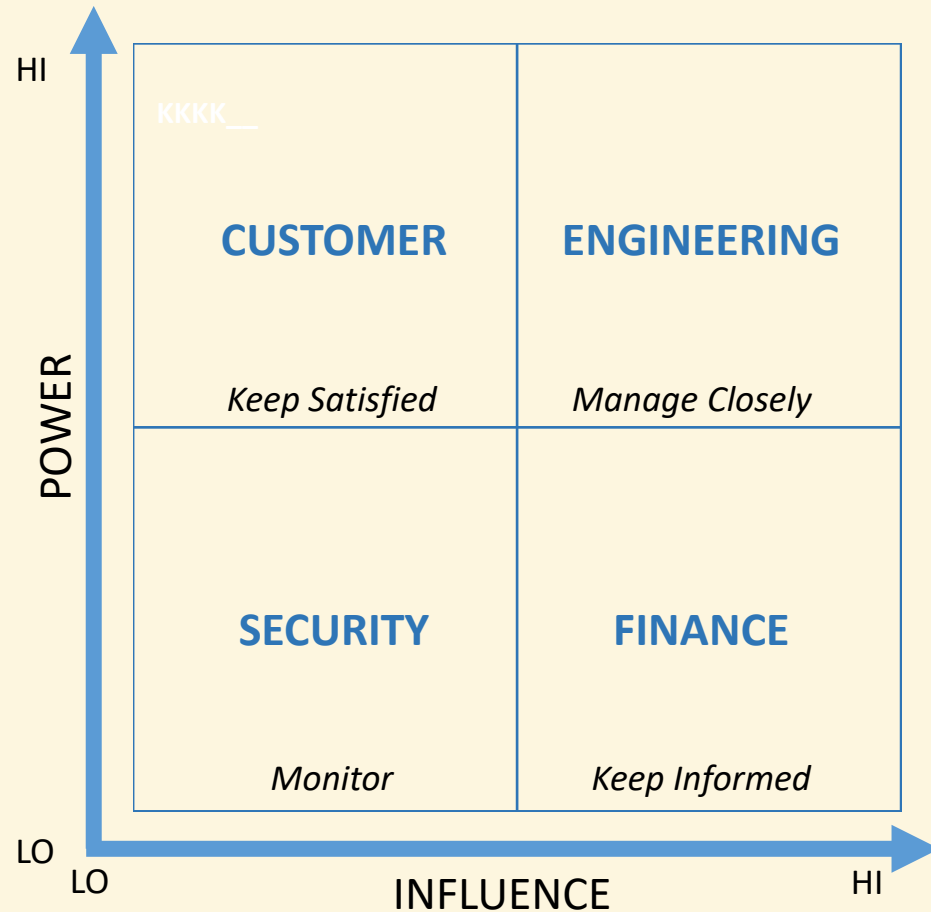 HI
KKKK__
CUSTOMER
ENGINEERING
Keep Satisfied
Manage Closely
POWER
SECURITY
FINANCE
Monitor
Keep Informed
LO
LO
INFLUENCE
HI